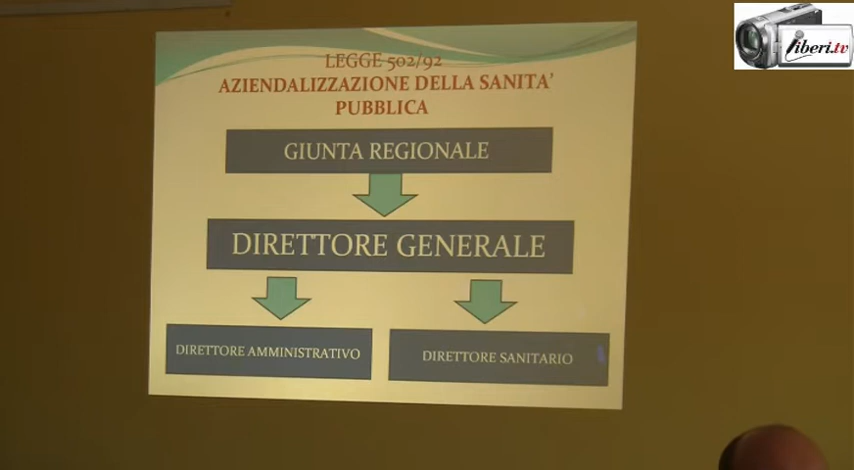 liberi.tv
LEGGE 502/92
AZIENDALIZZAZIONE DELLA SANITA'
PUBBLICA
GIUNTA REGIONALE
DIRETTORE GENERALE
DIRETTORE AMMINISTRATIVO
DIRETTORE SANITARIO